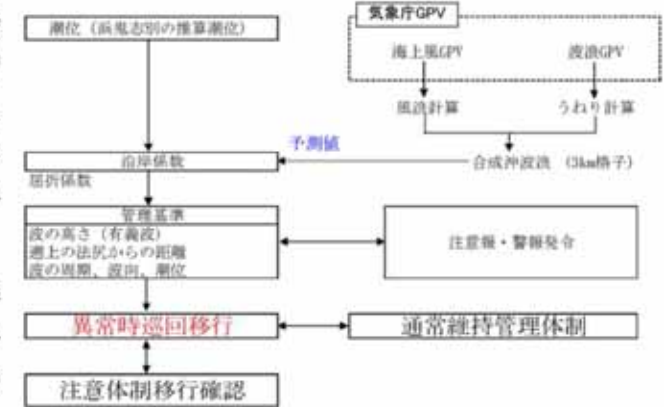 潮位（浜鬼志別の推算潮位）
気象庁GPV
海上風GPV
波浪GPV
風浪計算
うねり計算
予測値
沿岸係数
合成沖波浪 （3km格子）
屈折係数
管理基準
波の高さ（有義波）
遡上の法尻からの距離
波の周期、波向、潮位
注意報・警報発令
異常時巡回移行
通常維持管理体制
注意体制移行確認